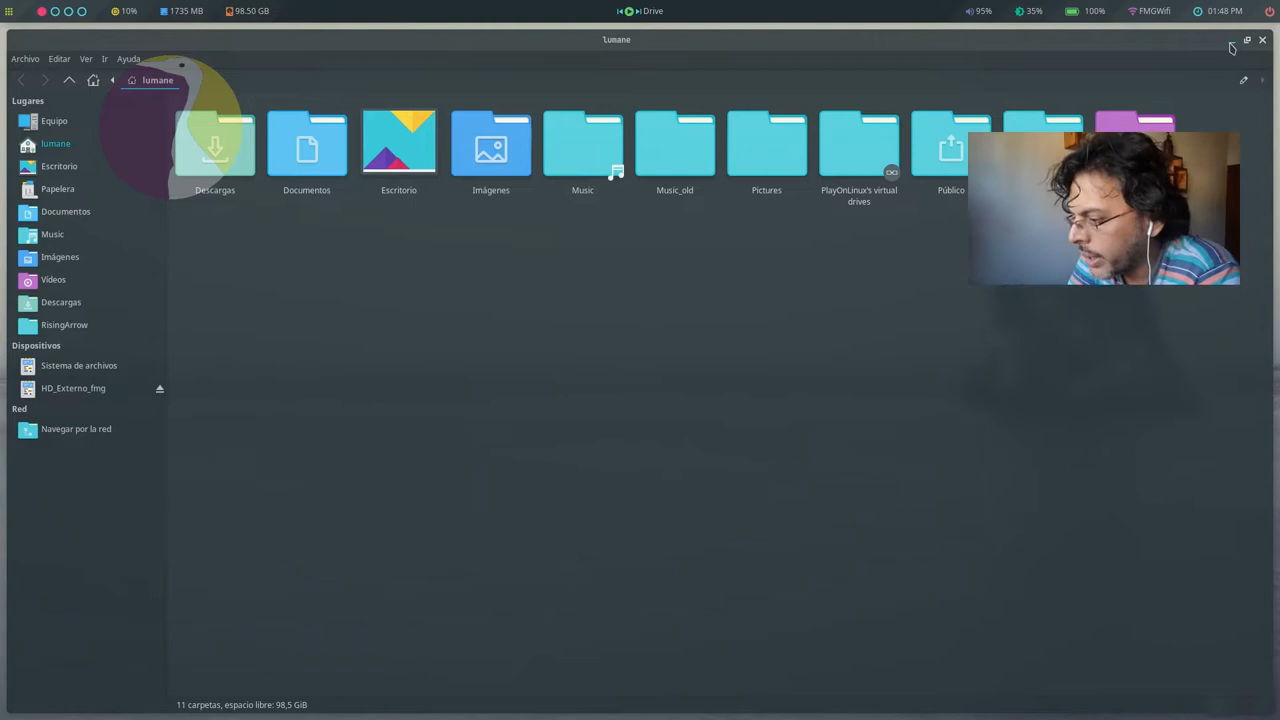 10% 1735 MB 98.50 GB Drive 95% 35% 100% FMGWifi 01:48 PM
lumane
Archivo Editar Ver Ir Ayuda
lumane
Lugares
Equipo
lumane
Escritorio
Papelera
Documentos
Music
Imágenes
Vídeos
Descargas
RisingArrow
Dispositivos
Sistema de archivos
HD_Externo_fmg
Red
Navegar por la red
Descargas Documentos Escritorio Imágenes Music Music_old Pictures PlayOnLinux's virtual Público
drives
11 carpetas, espacio libre: 98,5 GiB